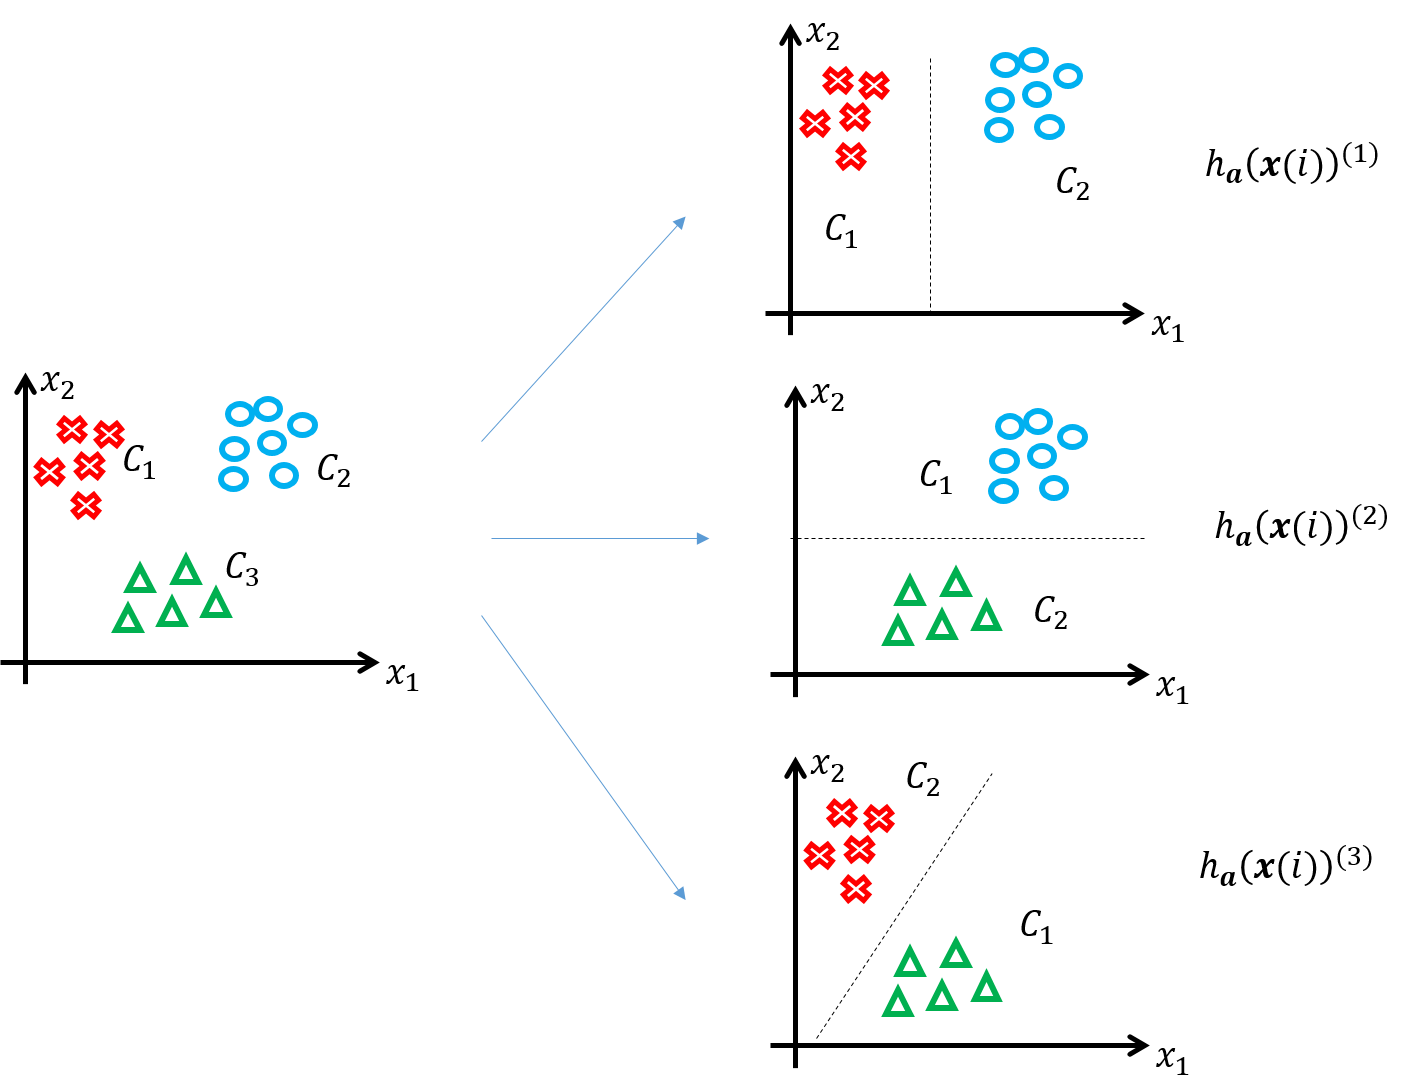 x₂
C₁
C₂
C₃
x₁
x₂
C₁
C₂
x₁
hₐ(x(i))⁽¹⁾
x₂
C₁
C₂
x₁
hₐ(x(i))⁽²⁾
x₂
C₂
C₁
x₁
hₐ(x(i))⁽³⁾